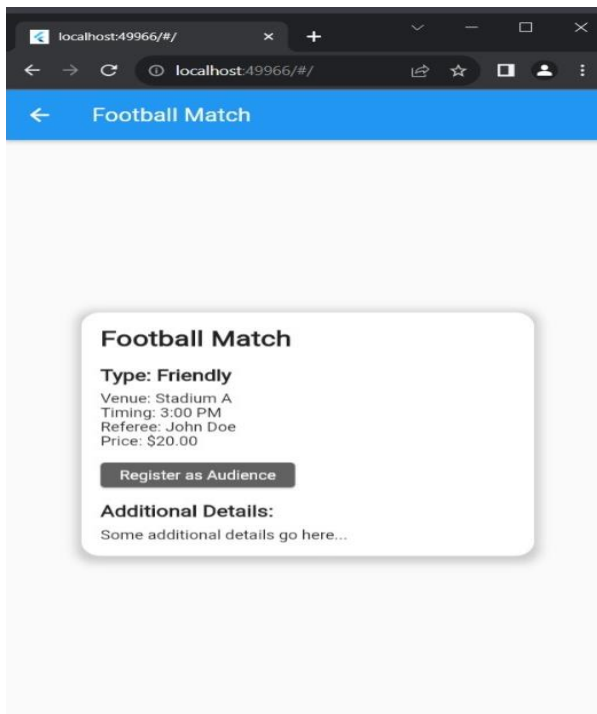 localhost:49966/#/
localhost:49966/#/
Football Match
Football Match
Type: Friendly
Venue: Stadium A
Timing: 3:00 PM
Referee: John Doe
Price: $20.00
Register as Audience
Additional Details:
Some additional details go here...